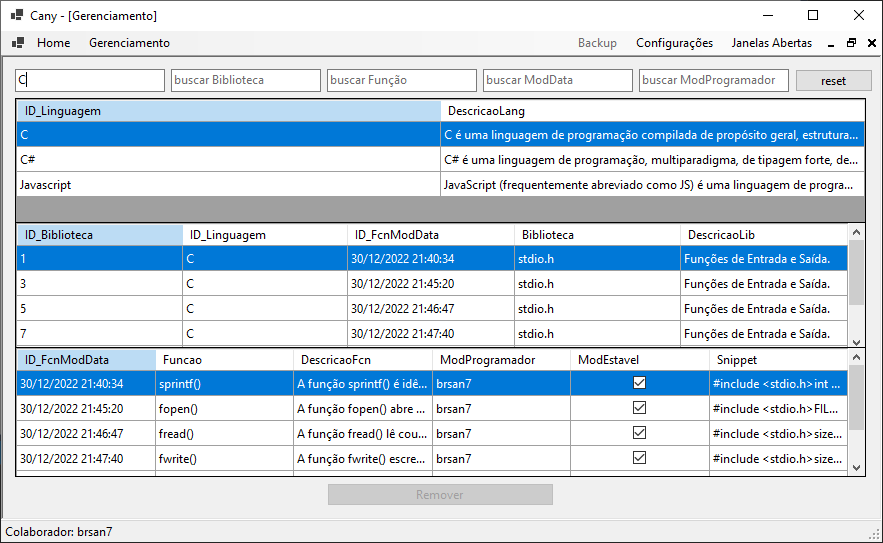 Cany - [Gerenciamento]
Home Gerenciamento Backup Configurações Janelas Abertas
C buscar Biblioteca buscar Função buscar ModData buscar ModProgramador reset
ID_Linguagem DescricaoLang
C C é uma linguagem de programação compilada de propósito geral, estrutura...
C# C# é uma linguagem de programação, multiparadigma, de tipagem forte, de...
Javascript JavaScript (frequentemente abreviado como JS) é uma linguagem de progra...
ID_Biblioteca ID_Linguagem ID_FcnModData Biblioteca DescricaoLib
1 C 30/12/2022 21:40:34 stdio.h Funções de Entrada e Saída.
3 C 30/12/2022 21:45:20 stdio.h Funções de Entrada e Saída.
5 C 30/12/2022 21:46:47 stdio.h Funções de Entrada e Saída.
7 C 30/12/2022 21:47:40 stdio.h Funções de Entrada e Saída.
ID_FcnModData Funcao DescricaoFcn ModProgramador ModEstavel Snippet
30/12/2022 21:40:34 sprintf() A função sprintf() é idê... brsan7 #include <stdio.h>int ...
30/12/2022 21:45:20 fopen() A função fopen() abre ... brsan7 #include <stdio.h>FIL...
30/12/2022 21:46:47 fread() A função fread() lê cou... brsan7 #include <stdio.h>size...
30/12/2022 21:47:40 fwrite() A função fwrite() escre... brsan7 #include <stdio.h>size...
Remover
Colaborador: brsan7